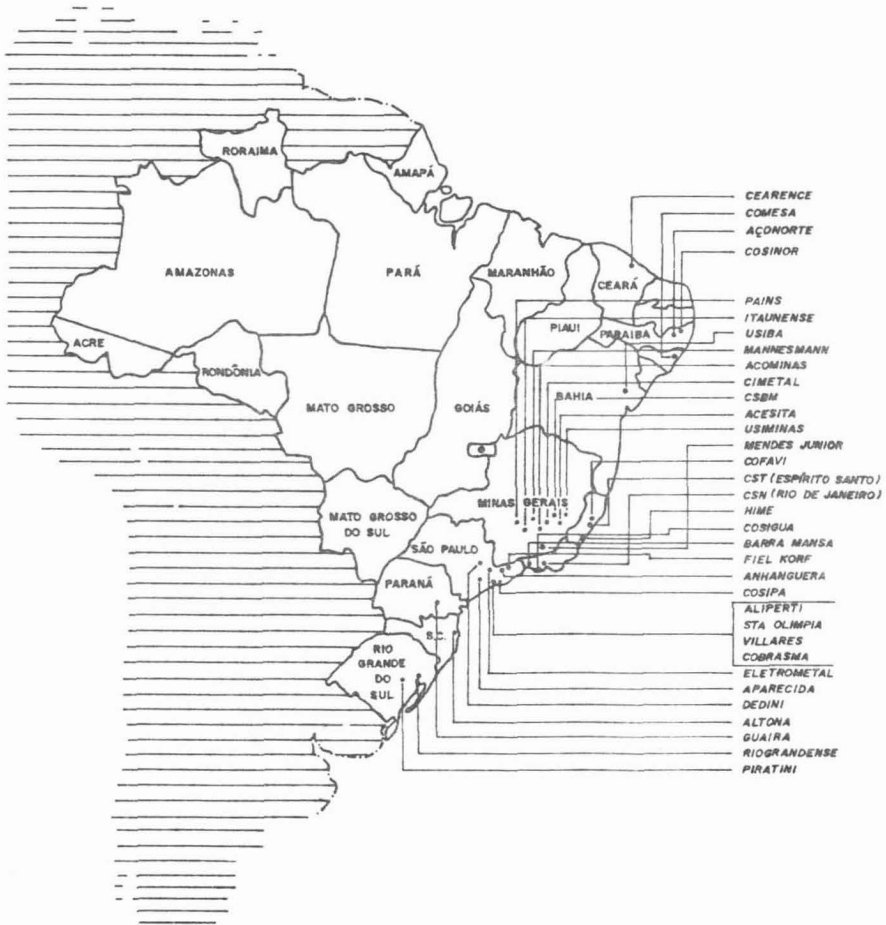 RORAIMA
AMAPÁ
AMAZONAS
PARÁ
MARANHÃO
CEARÁ
PIAUI
PARAIBA
ACRE
RONDÔNIA
MATO GROSSO
GOIÁS
BAHIA
MINAS GERAIS
MATO GROSSO
DO SUL
SÃO PAULO
PARANÁ
S.C.
RIO
GRANDE
DO
SUL
CEARENCE
COMESA
AÇONORTE
COSINOR
PAINS
ITAUNENSE
USIBA
MANNESMANN
ACOMINAS
CIMETAL
CSBM
ACESITA
USIMINAS
MENDES JUNIOR
COFAVI
CST (ESPÍRITO SANTO)
CSN (RIO DE JANEIRO)
HIME
COSIGUA
BARRA MANSA
FIEL KORF
ANHANGUERA
COSIPA
ALIPERTI
STA OLIMPIA
VILLARES
COBRASMA
ELETROMETAL
APARECIDA
DEDINI
ALTONA
GUAIRA
RIOGRANDENSE
PIRATINI